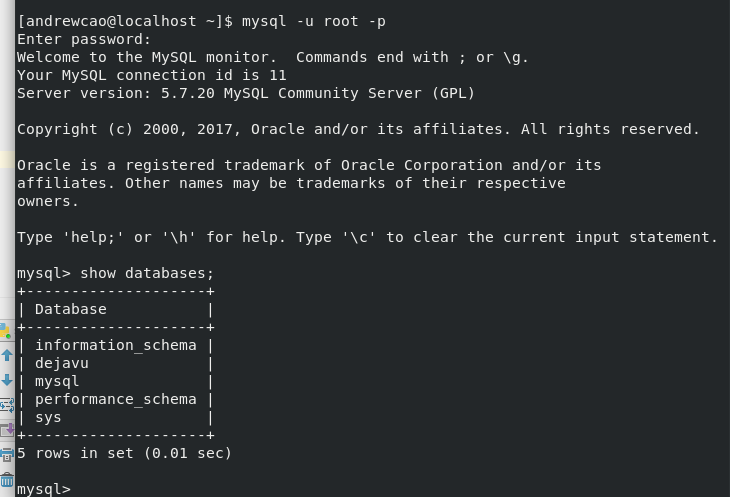 [andrewcao@localhost ~]$ mysql -u root -p
Enter password:
Welcome to the MySQL monitor.  Commands end with ; or \g.
Your MySQL connection id is 11
Server version: 5.7.20 MySQL Community Server (GPL)
Copyright (c) 2000, 2017, Oracle and/or its affiliates. All rights reserved.
Oracle is a registered trademark of Oracle Corporation and/or its
affiliates. Other names may be trademarks of their respective
owners.
Type 'help;' or '\h' for help. Type '\c' to clear the current input statement.
mysql> show databases;
+--------------------+
| Database           |
+--------------------+
| information_schema |
| dejavu             |
| mysql              |
| performance_schema |
| sys                |
+--------------------+
5 rows in set (0.01 sec)
mysql>